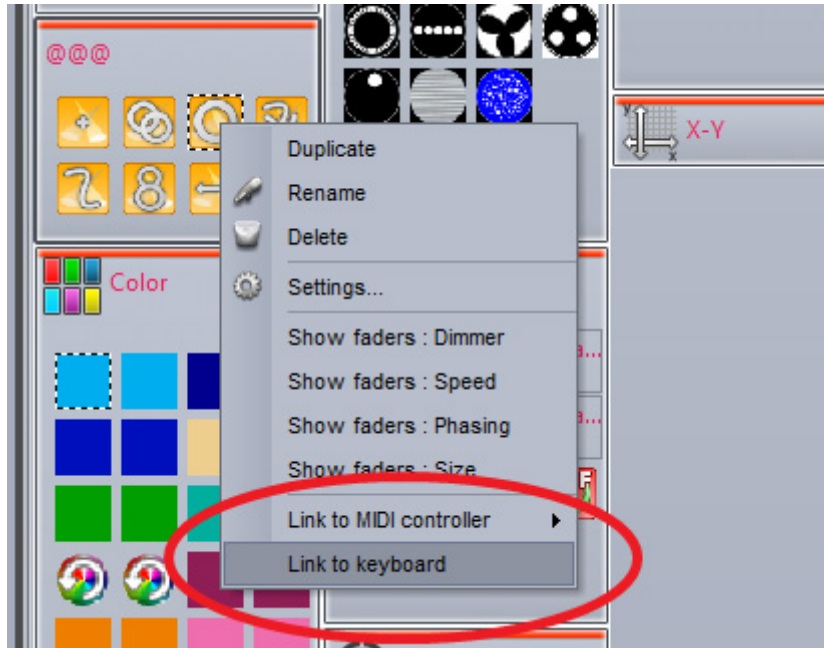 @@@
X-Y
y
x
Duplicate
Rename
Delete
Color
Settings...
Show faders : Dimmer
Show faders : Speed
Show faders : Phasing
Show faders : Size
Link to MIDI controller
Link to keyboard